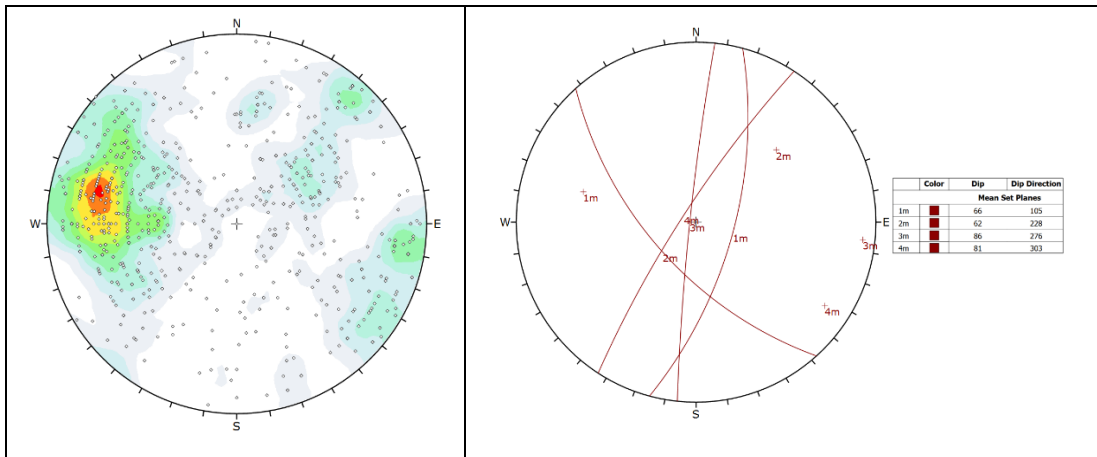 N
W
E
S
N
1m
2m
W
4m
3m
E
3m
1m
2m
4m
S
Color Dip Dip Direction
Mean Set Planes
1m 66 105
2m 62 228
3m 86 276
4m 81 303